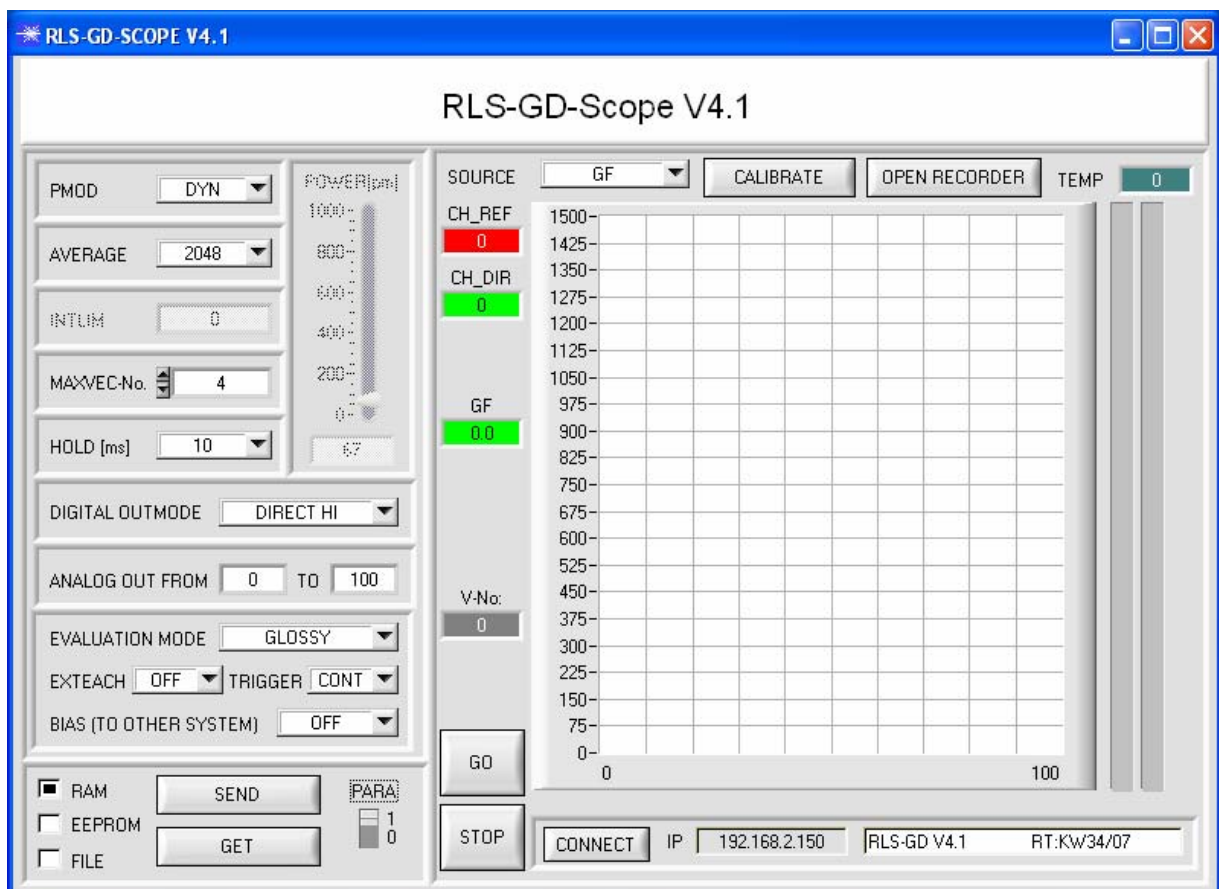 RLS-GD-SCOPE V4.1
RLS-GD-Scope V4.1
PMOD DYN
AVERAGE 2048
INTLIM 0
MAXVEC-No. 4
HOLD [ms] 10
POWER[pm]
1000
800
600
400
200
0
67
DIGITAL OUTMODE DIRECT HI
ANALOG OUT FROM 0 TO 100
EVALUATION MODE GLOSSY
EXTEACH OFF TRIGGER CONT
BIAS (TO OTHER SYSTEM) OFF
RAM
EEPROM
FILE
SEND
GET
PARA
1
0
SOURCE GF CALIBRATE OPEN RECORDER TEMP 0
CH_REF
0
CH_DIR
0
GF
0.0
V-No:
0
GO
STOP
1500
1425
1350
1275
1200
1125
1050
975
900
825
750
675
600
525
450
375
300
225
150
75
0
0 100
CONNECT IP 192.168.2.150 RLS-GD V4.1 RT:KW34/07